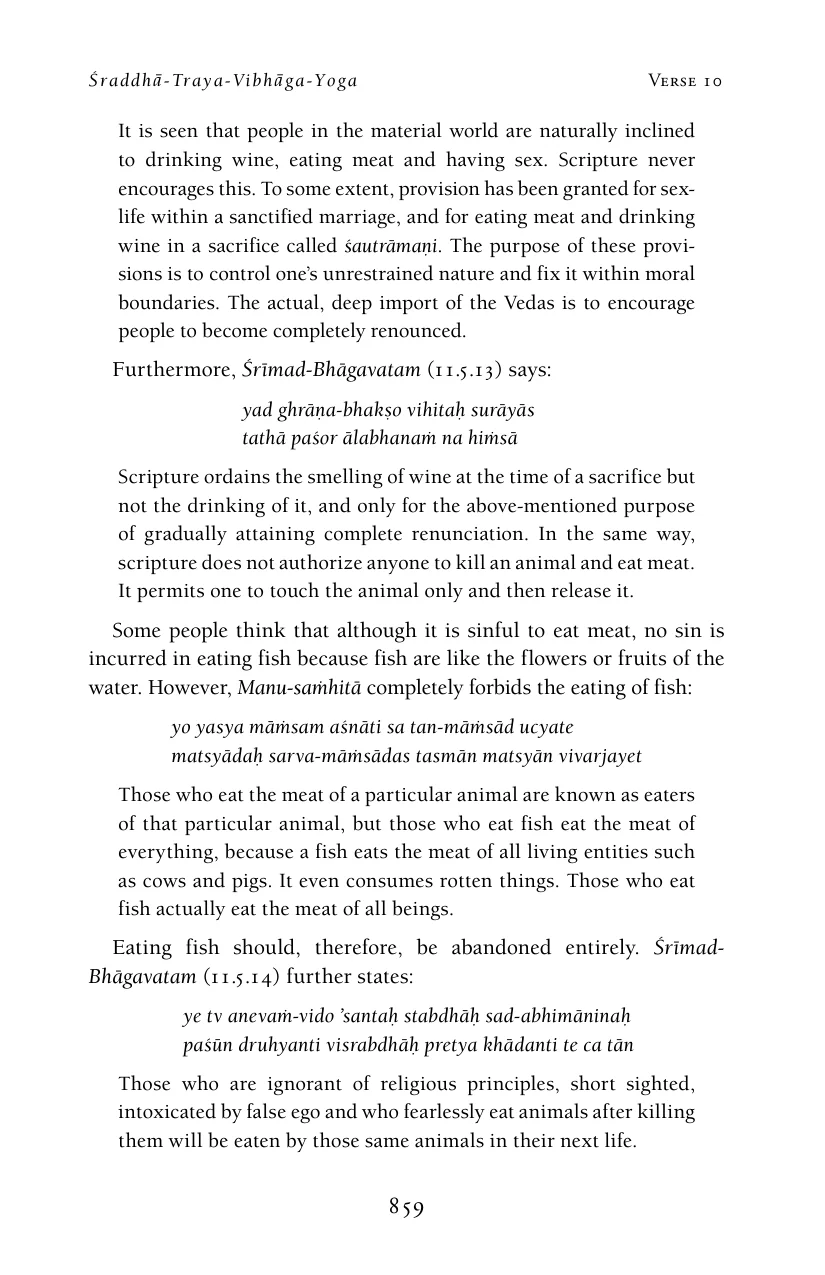 Śraddhā-Traya-Vibhāga-Yoga
Verse 10
It is seen that people in the material world are naturally inclined
to drinking wine, eating meat and having sex. Scripture never
encourages this. To some extent, provision has been granted for sex-
life within a sanctified marriage, and for eating meat and drinking
wine in a sacrifice called śautrāmaṇi. The purpose of these provi-
sions is to control one’s unrestrained nature and fix it within moral
boundaries. The actual, deep import of the Vedas is to encourage
people to become completely renounced.
Furthermore, Śrīmad-Bhāgavatam (11.5.13) says:
yad ghrāṇa-bhakṣo vihitaḥ surāyās
tathā paśor ālabhanaṁ na hiṁsā
Scripture ordains the smelling of wine at the time of a sacrifice but
not the drinking of it, and only for the above-mentioned purpose
of gradually attaining complete renunciation. In the same way,
scripture does not authorize anyone to kill an animal and eat meat.
It permits one to touch the animal only and then release it.
Some people think that although it is sinful to eat meat, no sin is
incurred in eating fish because fish are like the flowers or fruits of the
water. However, Manu-saṁhitā completely forbids the eating of fish:
yo yasya māṁsam aśnāti sa tan-māṁsād ucyate
matsyādaḥ sarva-māṁsādas tasmān matsyān vivarjayet
Those who eat the meat of a particular animal are known as eaters
of that particular animal, but those who eat fish eat the meat of
everything, because a fish eats the meat of all living entities such
as cows and pigs. It even consumes rotten things. Those who eat
fish actually eat the meat of all beings.
Eating fish should, therefore, be abandoned entirely. Śrīmad-
Bhāgavatam (11.5.14) further states:
ye tv anevaṁ-vido ’santaḥ stabdhāḥ sad-abhimāninaḥ
paśūn druhyanti visrabdhāḥ pretya khādanti te ca tān
Those who are ignorant of religious principles, short sighted,
intoxicated by false ego and who fearlessly eat animals after killing
them will be eaten by those same animals in their next life.
859